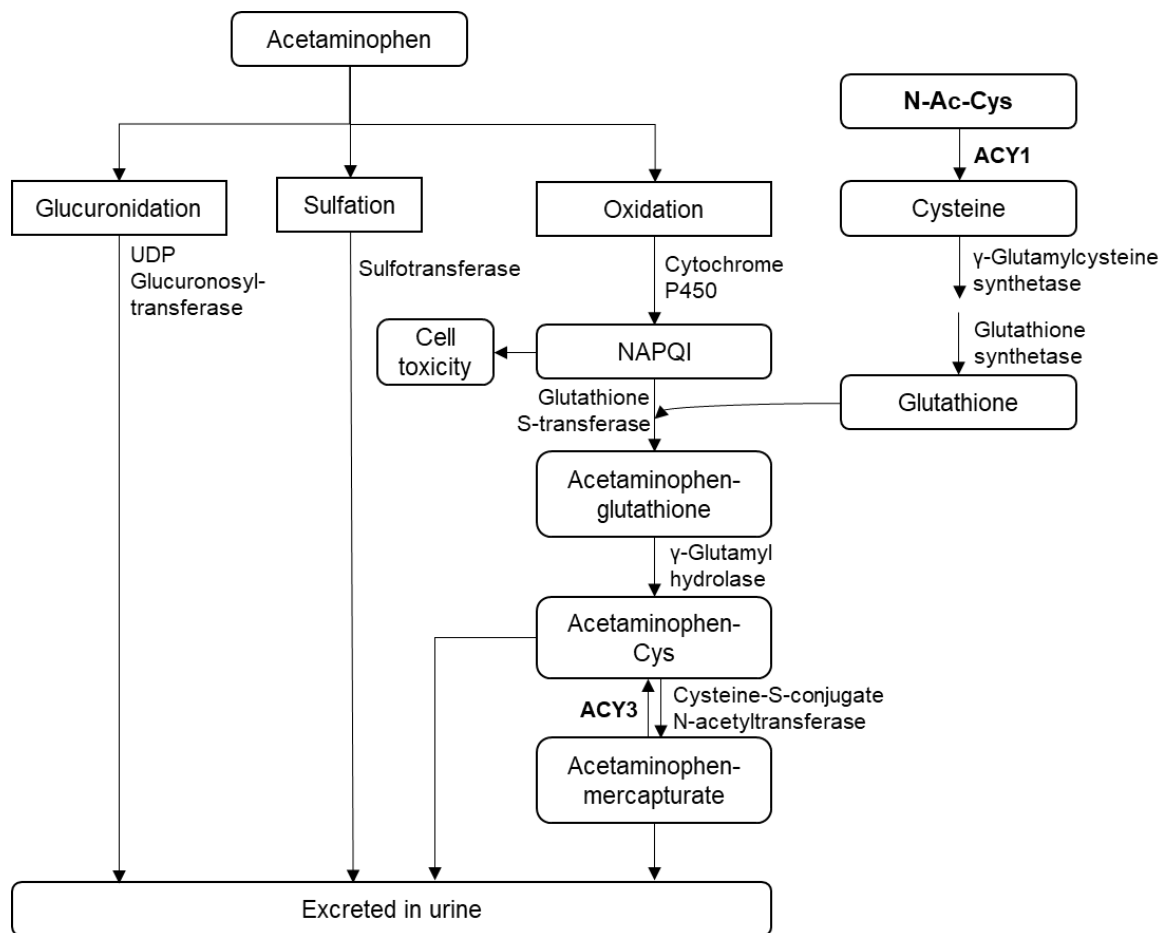 Acetaminophen
N-Ac-Cys
ACY1
Glucuronidation
Sulfation
Oxidation
Cysteine
UDP
Glucuronosyl-
transferase
Sulfotransferase
Cytochrome
P450
γ-Glutamylcysteine
synthetase
Cell
toxicity
NAPQI
Glutathione
synthetase
Glutathione
S-transferase
Glutathione
Acetaminophen-
glutathione
γ-Glutamyl
hydrolase
Acetaminophen-
Cys
ACY3
Cysteine-S-conjugate
N-acetyltransferase
Acetaminophen-
mercapturate
Excreted in urine